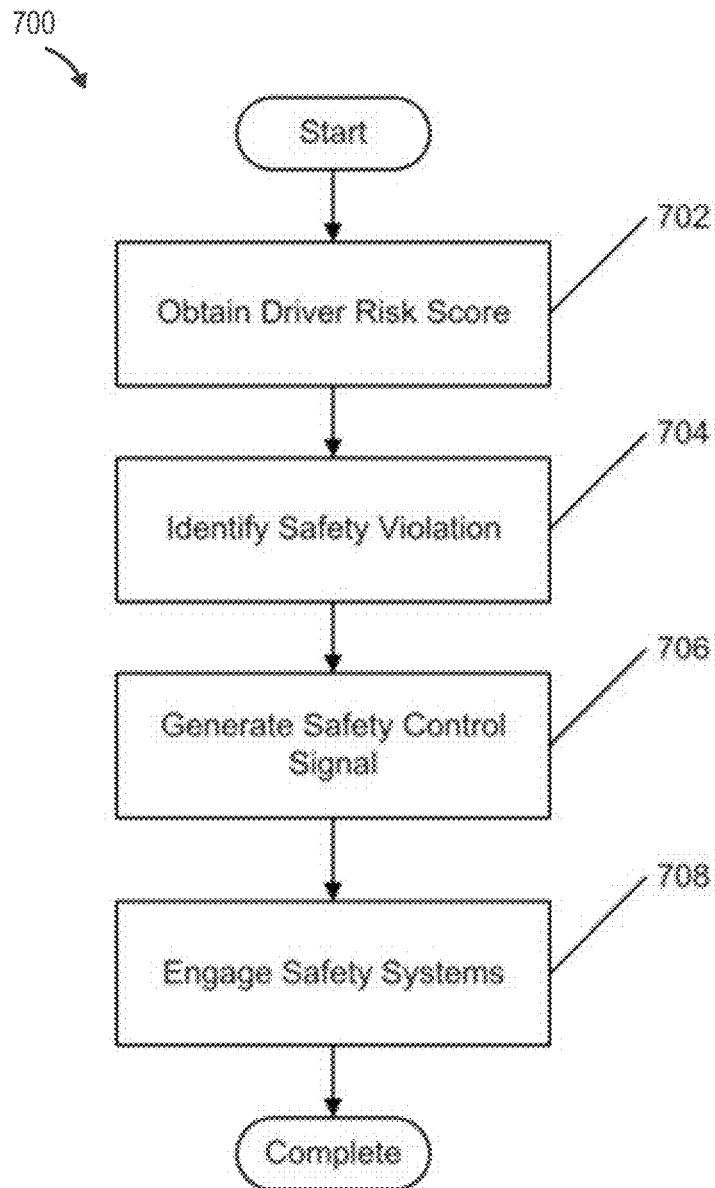 700
Start
702
Obtain Driver Risk Score
704
Identify Safety Violation
706
Generate Safety Control
Signal
708
Engage Safety Systems
Complete